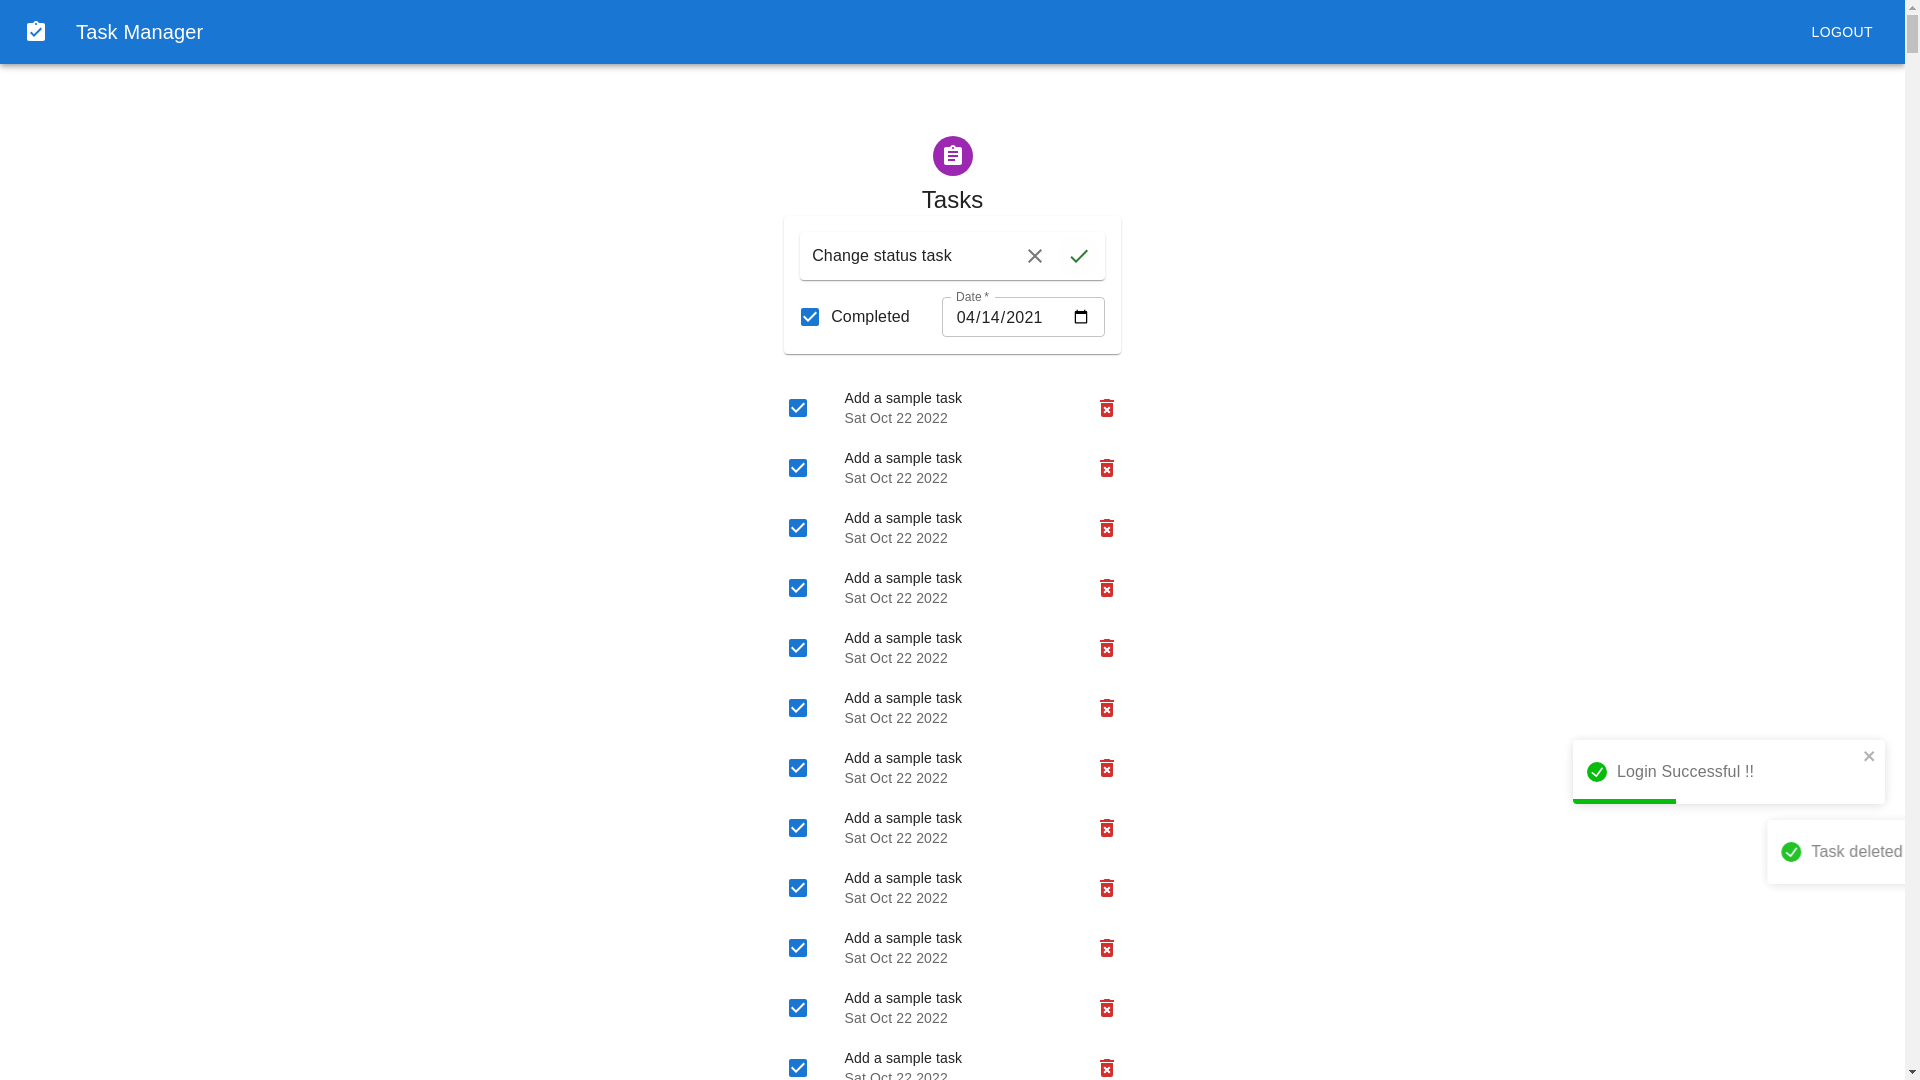 Task Manager
LOGOUT
Tasks
Change status task
Date *
Completed
04/14/2021
Add a sample task
Sat Oct 22 2022
Add a sample task
Sat Oct 22 2022
Add a sample task
Sat Oct 22 2022
Add a sample task
Sat Oct 22 2022
Add a sample task
Sat Oct 22 2022
Add a sample task
Sat Oct 22 2022
Add a sample task
Sat Oct 22 2022
Add a sample task
Sat Oct 22 2022
Add a sample task
Sat Oct 22 2022
Add a sample task
Sat Oct 22 2022
Add a sample task
Sat Oct 22 2022
Add a sample task
Sat Oct 22 2022
Login Successful !!
Task deleted